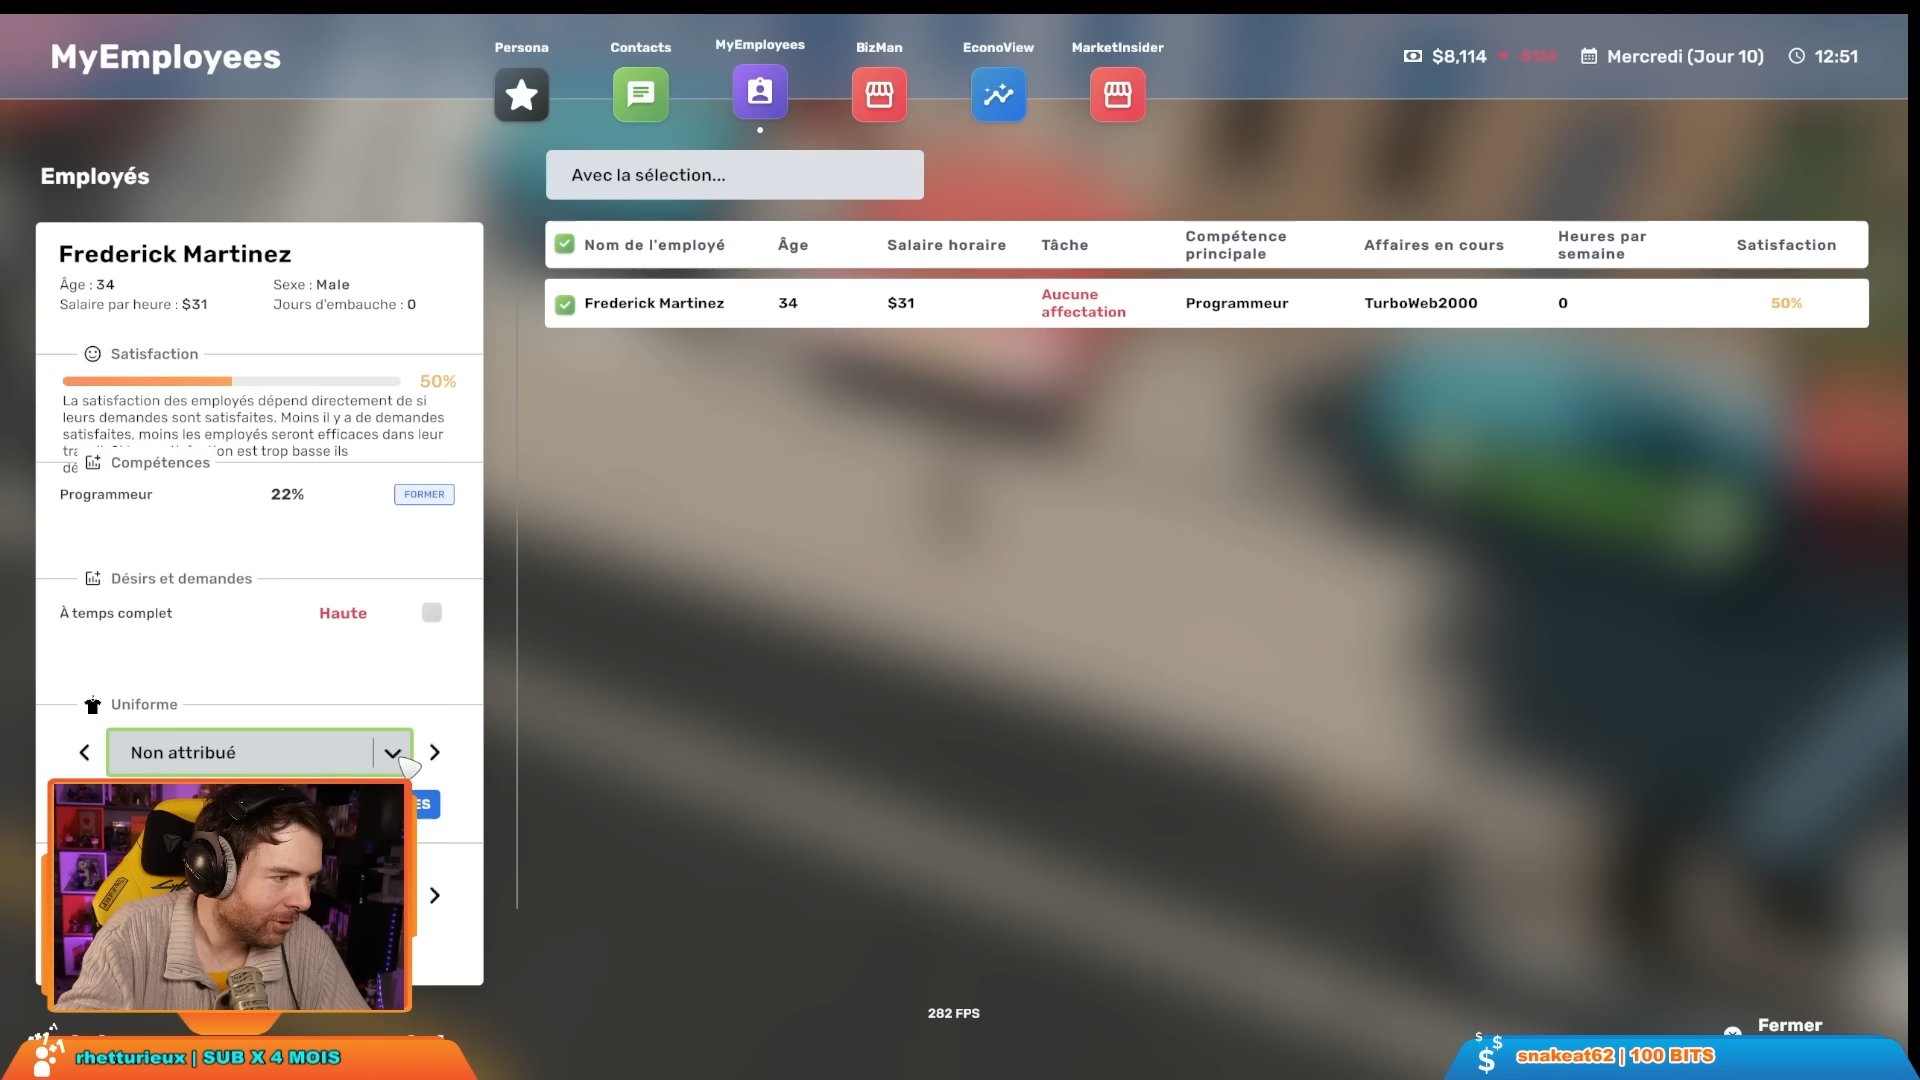 MyEmployees
Persona
Contacts
MyEmployees
BizMan
EconoView
MarketInsider
$8,114
Mercredi (Jour 10)
12:51
Employés
Avec la sélection...
Frederick Martinez
Âge : 34
Sexe : Male
Salaire par heure : $31
Jours d'embauche : 0
Satisfaction
50%
La satisfaction des employés dépend directement de si
leurs demandes sont satisfaites. Moins il y a de demandes
satisfaites, moins les employés seront efficaces dans leur
est trop basse ils
Compétences
Programmeur
22%
FORMER
Désirs et demandes
À temps complet
Haute
Uniforme
Non attribué
ES
Nom de l'employé
Âge
Salaire horaire
Tâche
Compétence
principale
Affaires en cours
Heures par
semaine
Satisfaction
Frederick Martinez
34
$31
Aucune
affectation
Programmeur
TurboWeb2000
0
50%
282 FPS
Fermer
rhetturieux | SUB X 4 MOIS
snakeat62 | 100 BITS